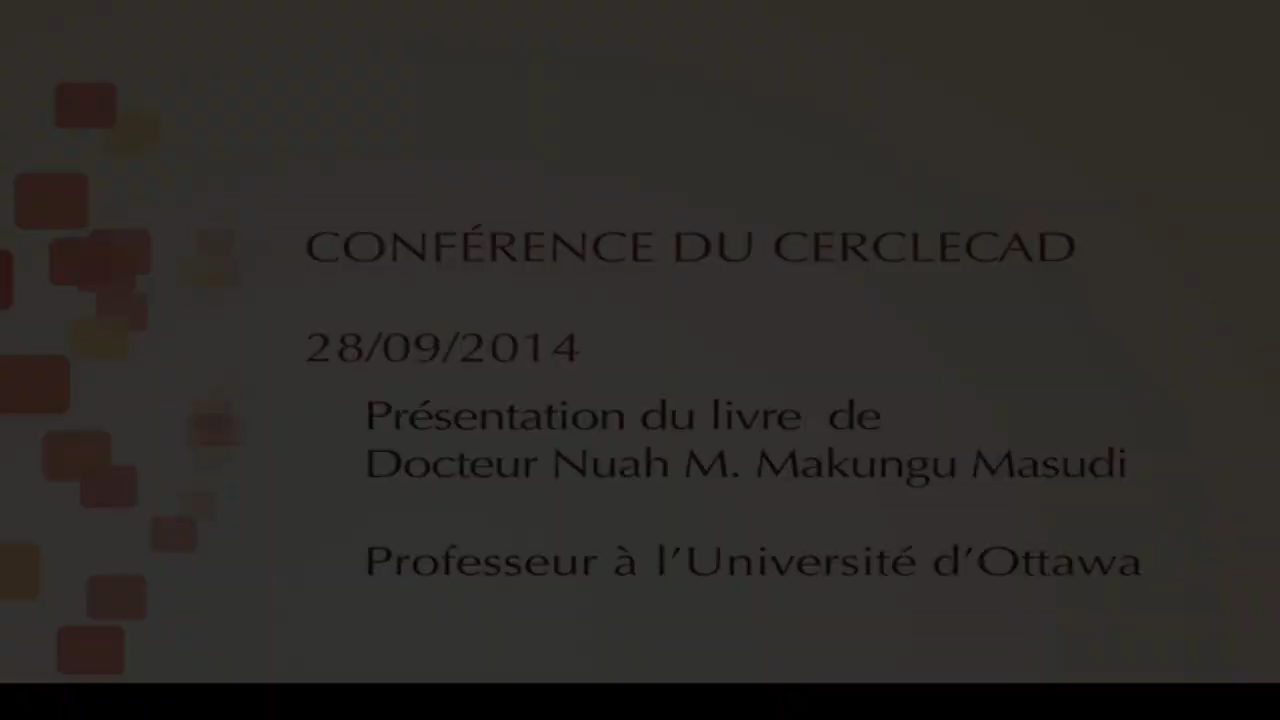 CONFÉRENCE DU CERCLECAD
28/09/2014
Présentation du livre de
Docteur Nuah M. Makungu Masudi
Professeur à l'Université d'Ottawa